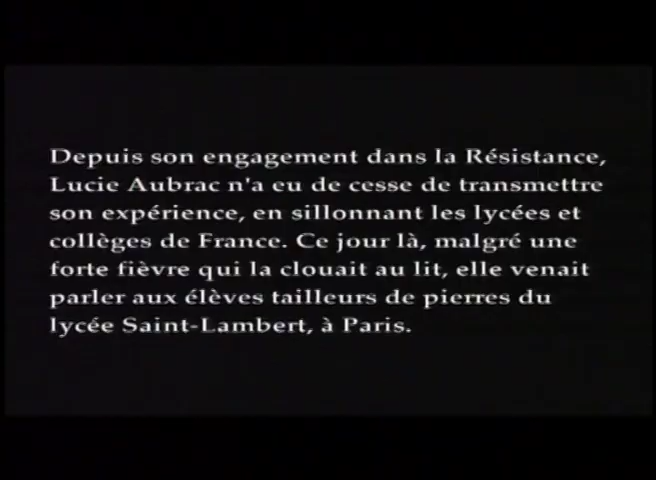 Depuis son engagement dans la Résistance,
Lucie Aubrac n'a eu de cesse de transmettre
son expérience, en sillonnant les lycées et
collèges de France. Ce jour là, malgré une
forte fièvre qui la clouait au lit, elle venait
parler aux élèves tailleurs de pierres du
lycée Saint-Lambert, à Paris.